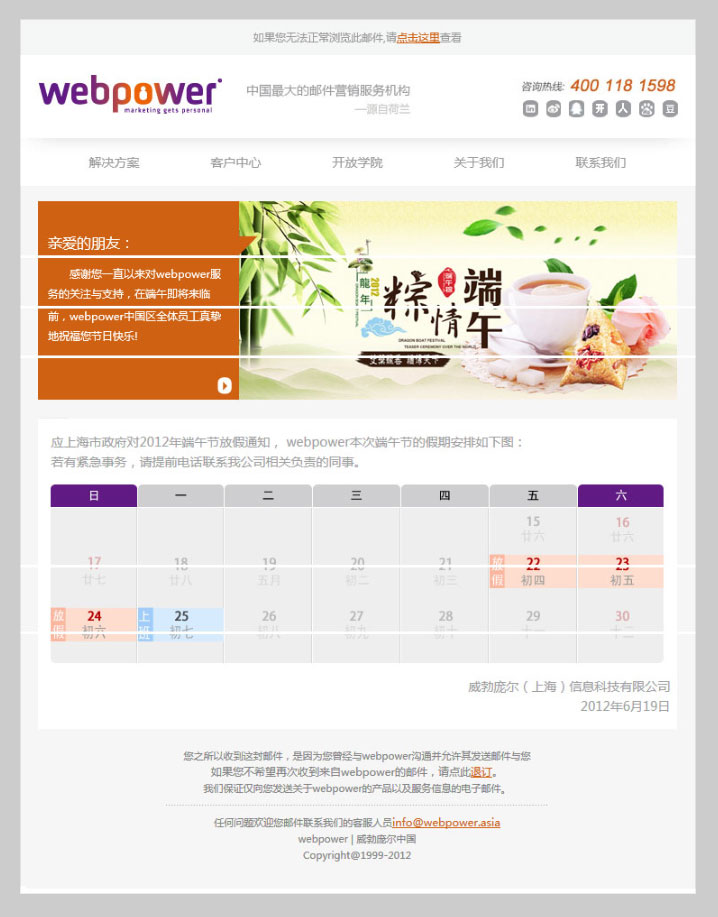 如果您无法正常浏览此邮件,请点击这里查看
webpower
marketing gets personal
中国最大的邮件营销服务机构
—源自荷兰
咨询热线: 400 118 1598
in 开 人 豆
解决方案 客户中心 开放学院 关于我们 联系我们
亲爱的朋友：
感谢您一直以来对webpower服
务的关注与支持，在端午即将来临
前，webpower中国区全体员工真挚
地祝福您节日快乐!
2012
龍年
粽情
端午
端午节
DRAGON BOAT FESTIVAL
应上海市政府对2012年端午节放假通知， webpower本次端午节的假期安排如下图：
若有紧急事务，请提前电话联系我公司相关负责的同事。
日 一 二 三 四 五 六
15 16
廿六 廿六
17 18 19 20 21 放假 22 23
廿七 廿八 五月 初二 初三 初四 初五
放假 24 上班 25 26 27 28 29 30
初六 初七 初八 初九 初十 十一 十二
威勃庞尔（上海）信息科技有限公司
2012年6月19日
您之所以收到这封邮件，是因为您曾经与webpower沟通并允许其发送邮件与您
如果您不希望再次收到来自webpower的邮件，请点此退订。
我们保证仅向您发送关于webpower的产品以及服务信息的电子邮件。
任何问题欢迎您邮件联系我们的客服人员info@webpower.asia
webpower | 威勃庞尔中国
Copyright@1999-2012